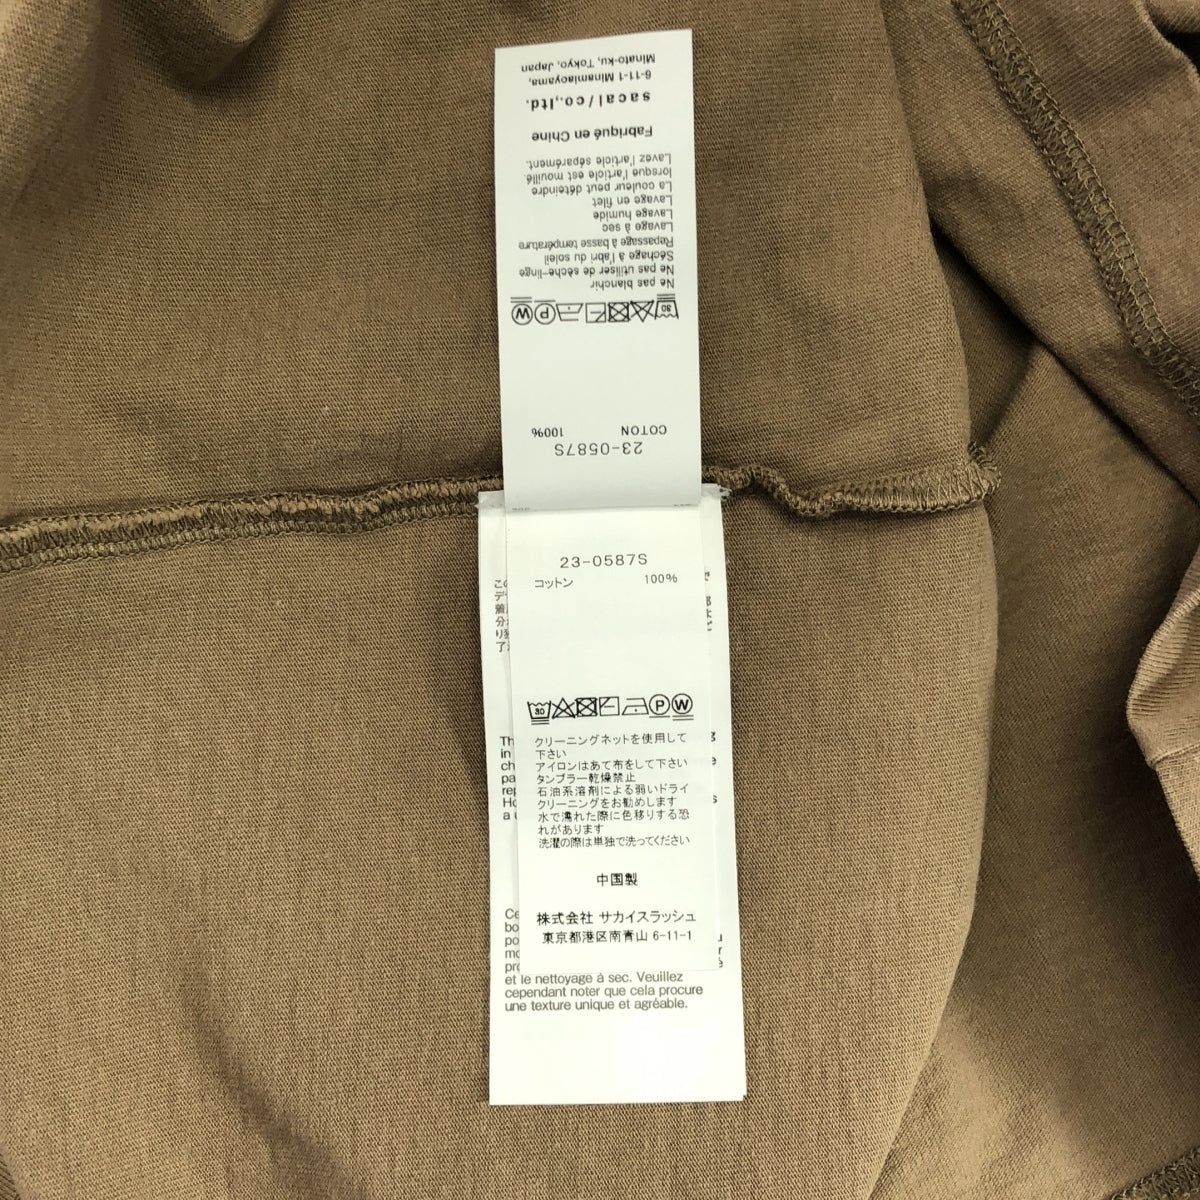 23-0587S
COTON 100%
Ne pas blanchir
Ne pas utiliser de sèche-linge
Séchage à l'abri du soleil
Repassage à basse température
Lavage à sec
Lavage humide
Lavage en filet
La couleur peut déteindre
lorsque l'article est mouillé.
Lavez l'article séparément.
Fabriqué en Chine
sacai/co.,ltd.
6-11-1 Minamiaoyama,
Minato-ku, Tokyo, Japan
23-0587S
コットン 100%
30 P W
クリーニングネットを使用して
下さい
アイロンはあて布をして下さい
タンブラー乾燥禁止
石油系溶剤による弱いドライ
クリーニングをお勧めします
水で濡れた際に色移りする恐
れがあります
洗濯の際は単独で洗ってください
中国製
株式会社 サカイスラッシュ
東京都港区南青山 6-11-1
et le nettoyage à sec. Veuillez
cependant noter que cela procure
une texture unique et agréable.